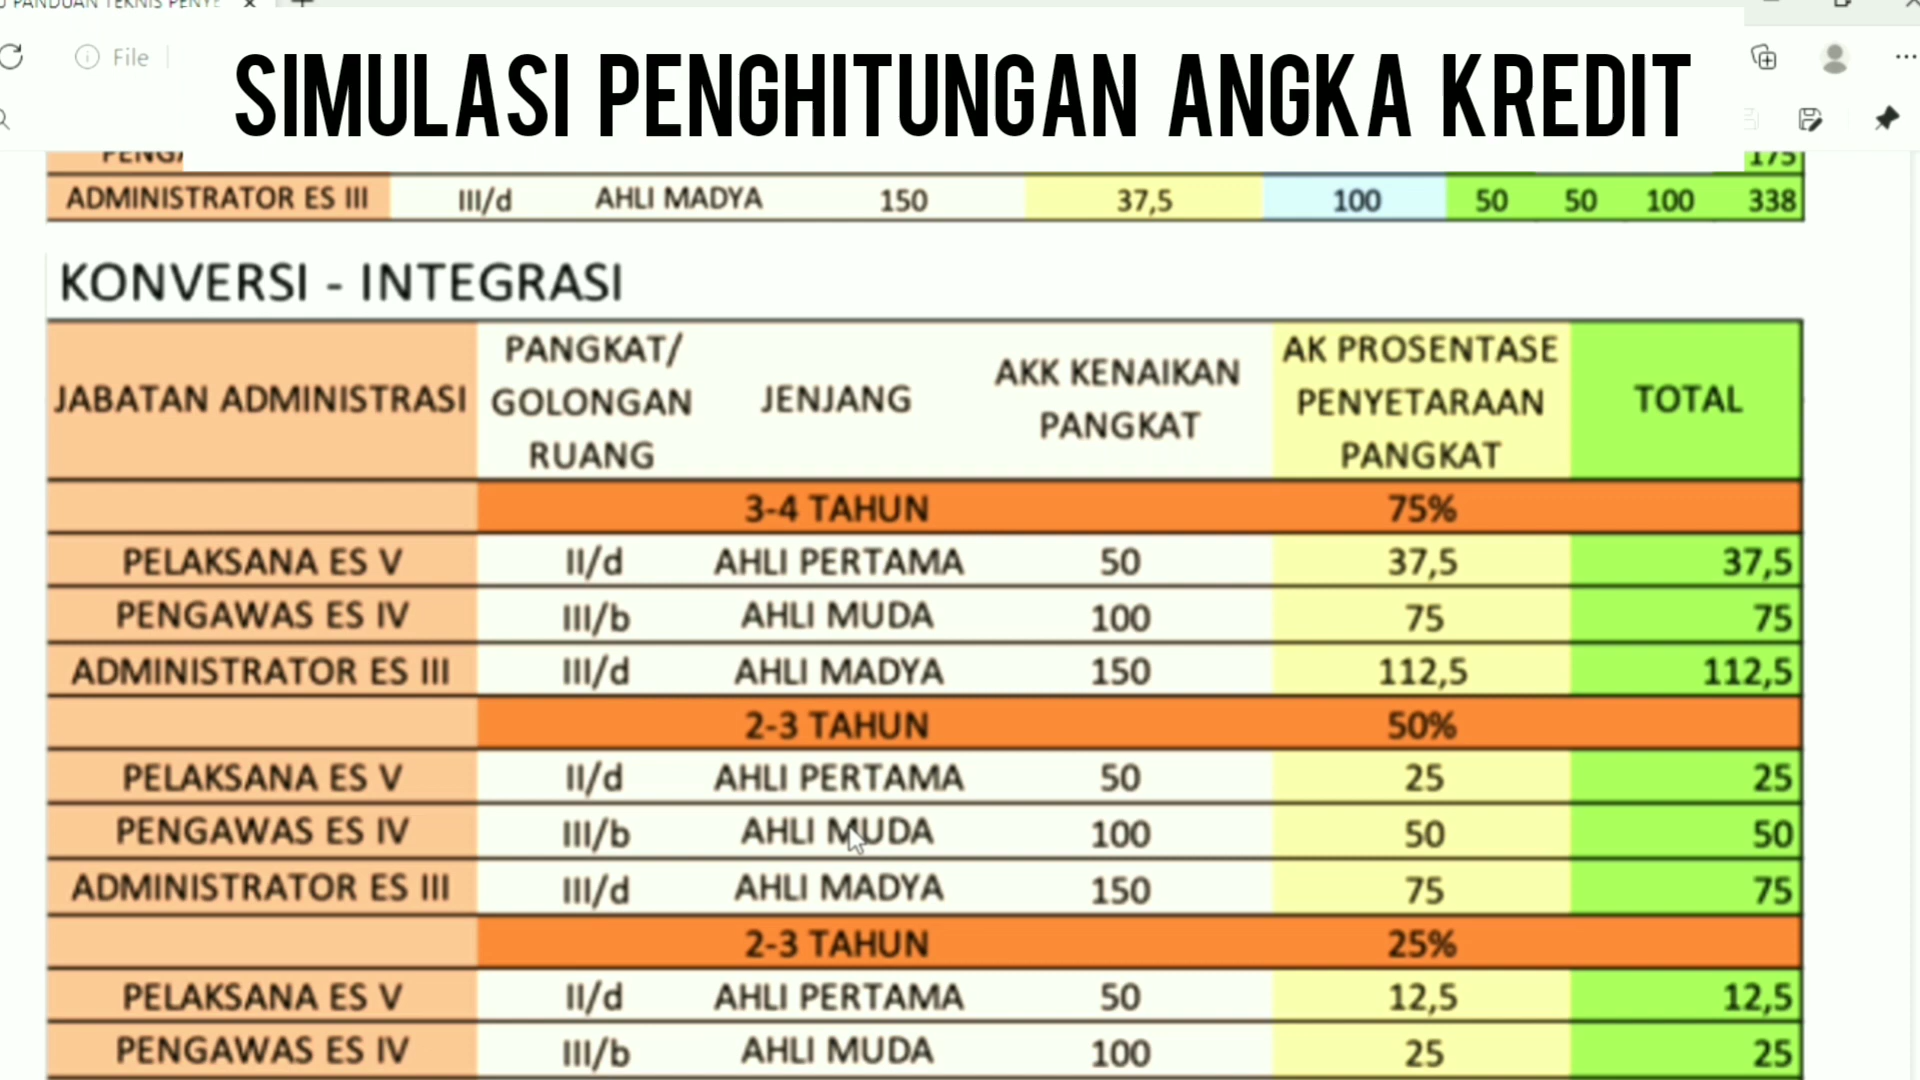 PANDUAN TEKNIS PENYE
File
SIMULASI PENGHITUNGAN ANGKA KREDIT
175
ADMINISTRATOR ES III III/d AHLI MADYA 150 37,5 100 50 50 100 338
KONVERSI - INTEGRASI
JABATAN ADMINISTRASI PANGKAT/ GOLONGAN RUANG JENJANG AKK KENAIKAN PANGKAT AK PROSENTASE PENYETARAAN PANGKAT TOTAL
3-4 TAHUN 75%
PELAKSANA ES V II/d AHLI PERTAMA 50 37,5 37,5
PENGAWAS ES IV III/b AHLI MUDA 100 75 75
ADMINISTRATOR ES III III/d AHLI MADYA 150 112,5 112,5
2-3 TAHUN 50%
PELAKSANA ES V II/d AHLI PERTAMA 50 25 25
PENGAWAS ES IV III/b AHLI MUDA 100 50 50
ADMINISTRATOR ES III III/d AHLI MADYA 150 75 75
2-3 TAHUN 25%
PELAKSANA ES V II/d AHLI PERTAMA 50 12,5 12,5
PENGAWAS ES IV III/b AHLI MUDA 100 25 25